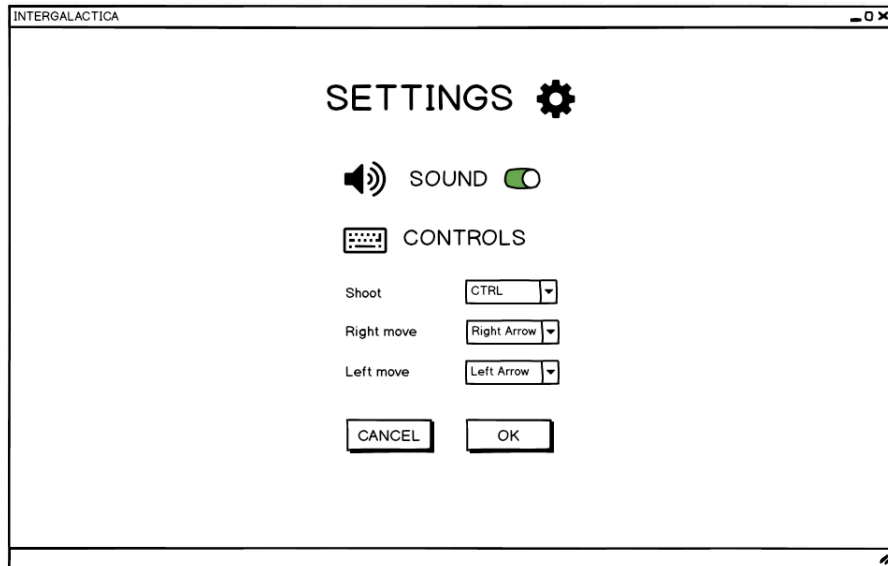 INTERGALACTICA
SETTINGS
SOUND
CONTROLS
Shoot CTRL
Right move Right Arrow
Left move Left Arrow
CANCEL OK